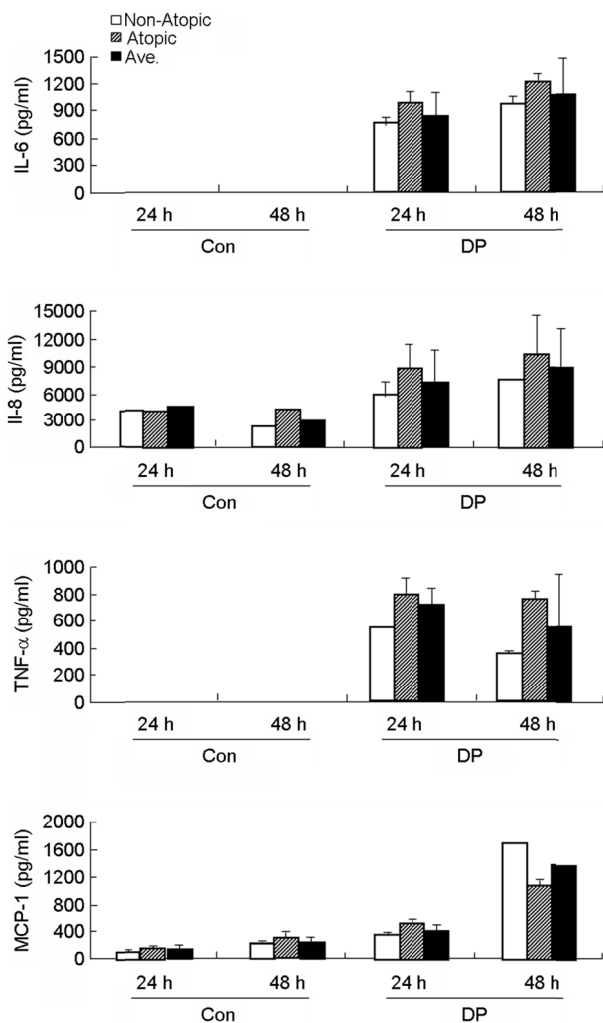 Non-Atopic
Atopic
Ave.
IL-6 (pg/ml)
1500
1200
900
600
300
0
24 h
48 h
24 h
48 h
Con
DP
Il-8 (pg/ml)
15000
12000
9000
6000
3000
0
24 h
48 h
24 h
48 h
Con
DP
TNF-α (pg/ml)
1000
800
600
400
200
0
24 h
48 h
24 h
48 h
Con
DP
MCP-1 (pg/ml)
2000
1600
1200
400
0
24 h
48 h
24 h
48 h
Con
DP